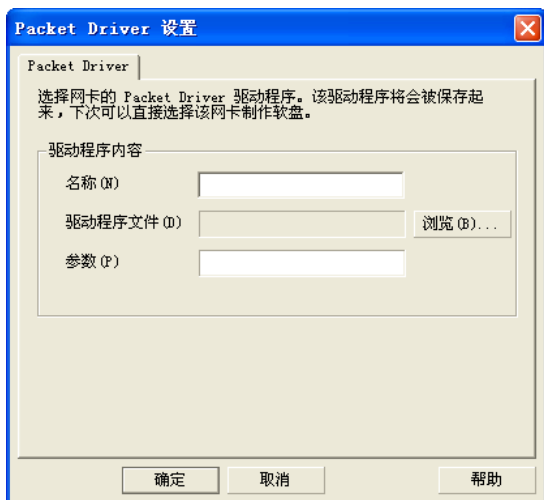 Packet Driver 设置
Packet Driver
选择网卡的 Packet Driver 驱动程序。该驱动程序将会被保存起
来，下次可以直接选择该网卡制作软盘。
驱动程序内容
名称(N)
驱动程序文件(D)
浏览(B)...
参数(P)
确定
取消
帮助